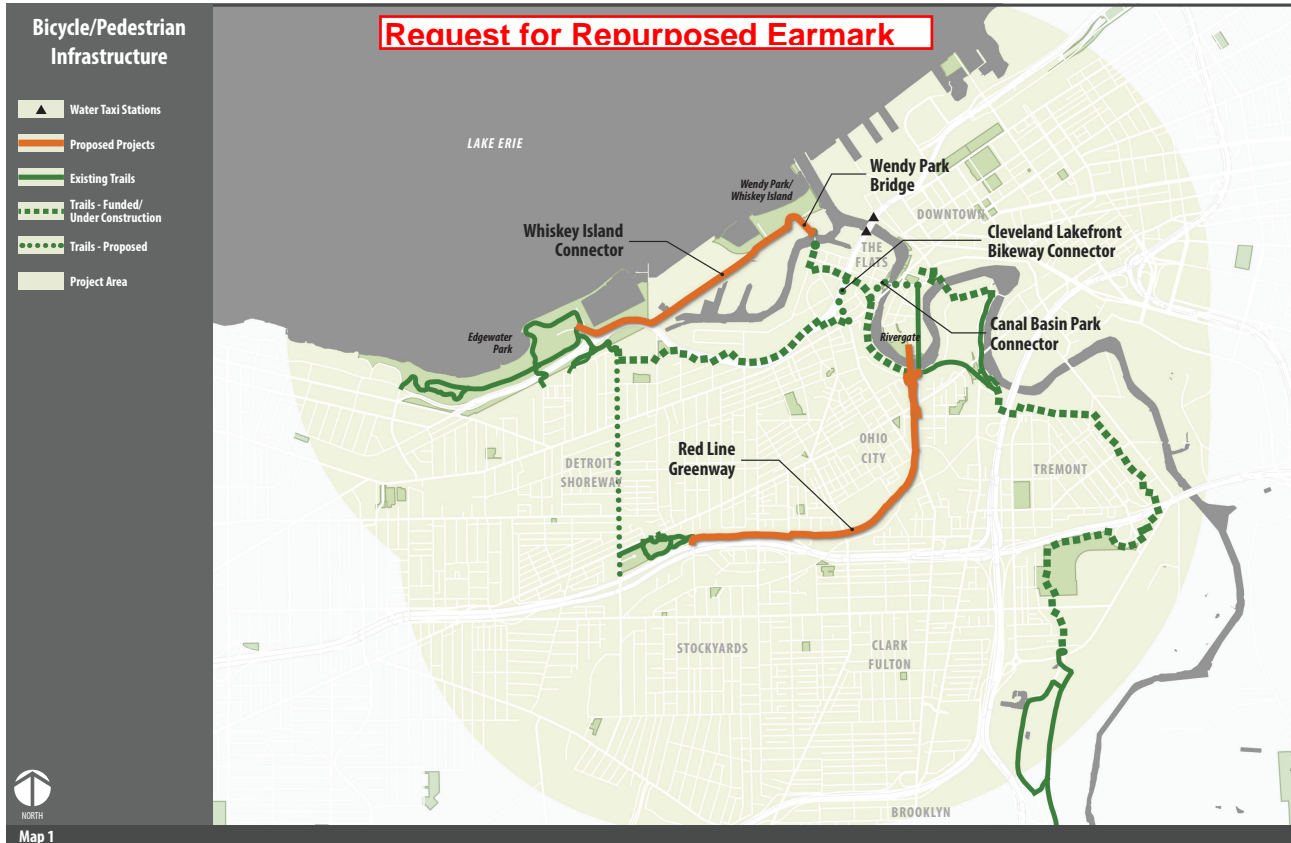 Bicycle/Pedestrian
Infrastructure
Water Taxi Stations
Proposed Projects
Existing Trails
Trails - Funded/
Under Construction
Trails - Proposed
Project Area
NORTH
Map 1
Request for Repurposed Earmark
LAKE ERIE
Wendy Park/
Whiskey Island
Wendy Park
Bridge
DOWNTOWN
Whiskey Island
Connector
THE
FLATS
Cleveland Lakefront
Bikeway Connector
Canal Basin Park
Connector
Edgewater
Park
Rivergate
Red Line
Greenway
OHIO
CITY
DETROIT
SHOREWAY
TREMONT
STOCKYARDS
CLARK
FULTON
BROOKLYN